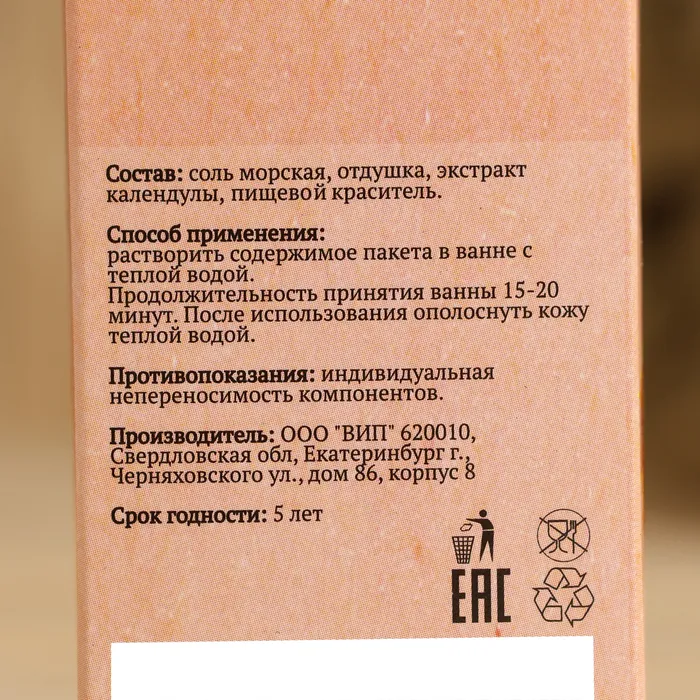 Состав: соль морская, отдушка, экстракт
календулы, пищевой краситель.
Способ применения:
растворить содержимое пакета в ванне с
теплой водой.
Продолжительность принятия ванны 15-20
минут. После использования ополоснуть кожу
теплой водой.
Противопоказания: индивидуальная
непереносимость компонентов.
Производитель: ООО "ВИП" 620010,
Свердловская обл, Екатеринбург г.,
Черняховского ул., дом 86, корпус 8
Срок годности: 5 лет
EAC